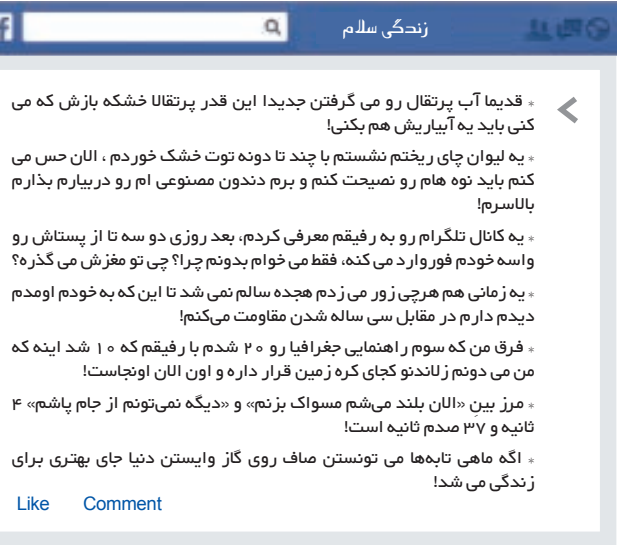 زندگی سلام
* قدیما آب پرتقال رو می گرفتن جدیدا این قدر پرتقالا خشکه بازش که می
کنی باید یه آبیاریش هم بکنی!
* یه لیوان چای ریختم نشستم با چند تا دونه توت خشک خوردم ، الان حس می
کنم باید نوه هام رو نصیحت کنم و برم دندون مصنوعی ام رو دربیارم بذارم
بالاسرم!
* یه کانال تلگرام رو به رفیقم معرفی کردم، بعد روزی دو سه تا از پستاش رو
واسه خودم فوروارد می کنه، فقط می خوام بدونم چرا؟ چی تو مغزش می گذره؟
* یه زمانی هم هرچی زور می زدم هجده سالم نمی شد تا این که به خودم اومدم
دیدم دارم در مقابل سی ساله شدن مقاومت می‌کنم!
* فرق من که سوم راهنمایی جغرافیا رو ۲۰ شدم با رفیقم که ۱۰ شد اینه که
من می دونم زلاندنو کجای کره زمین قرار داره و اون الان اونجاست!
* مرز بینِ «الان بلند می‌شم مسواک بزنم» و «دیگه نمی‌تونم از جام پاشم» ۴
ثانیه و ۳۷ صدم ثانیه است!
* اگه ماهی تابه‌ها می تونستن صاف روی گاز وایستن دنیا جای بهتری برای
زندگی می شد!
Like Comment